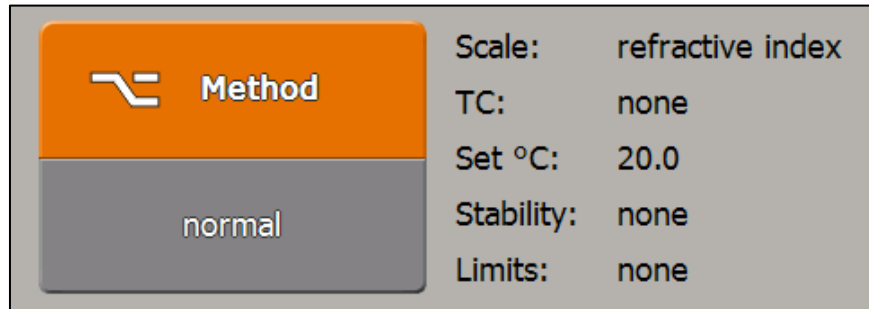 Method
normal
Scale: refractive index
TC: none
Set °C: 20.0
Stability: none
Limits: none